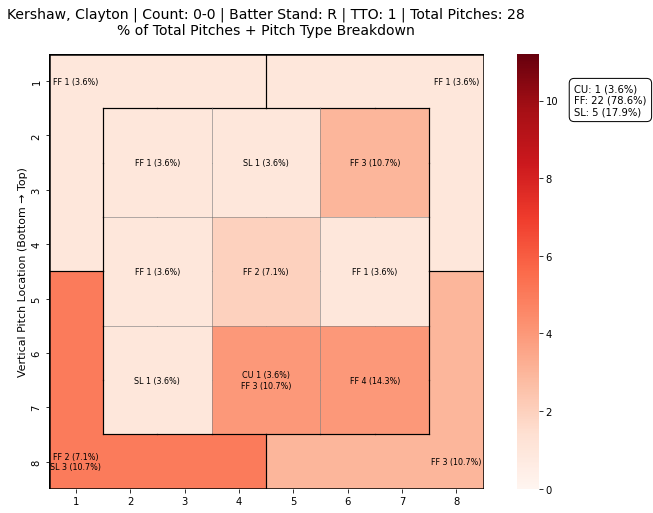 Kershaw, Clayton | Count: 0-0 | Batter Stand: R | TTO: 1 | Total Pitches: 28
% of Total Pitches + Pitch Type Breakdown
FF 1 (3.6%)
FF 1 (3.6%)
FF 1 (3.6%)
SL 1 (3.6%)
FF 3 (10.7%)
FF 1 (3.6%)
FF 2 (7.1%)
FF 1 (3.6%)
SL 1 (3.6%)
CU 1 (3.6%)
FF 3 (10.7%)
FF 4 (14.3%)
FF 2 (7.1%)
SL 3 (10.7%)
FF 3 (10.7%)
Vertical Pitch Location (Bottom → Top)
1
2
3
4
5
6
7
8
1 2 3 4 5 6 7 8
10
8
6
4
2
0
CU: 1 (3.6%)
FF: 22 (78.6%)
SL: 5 (17.9%)